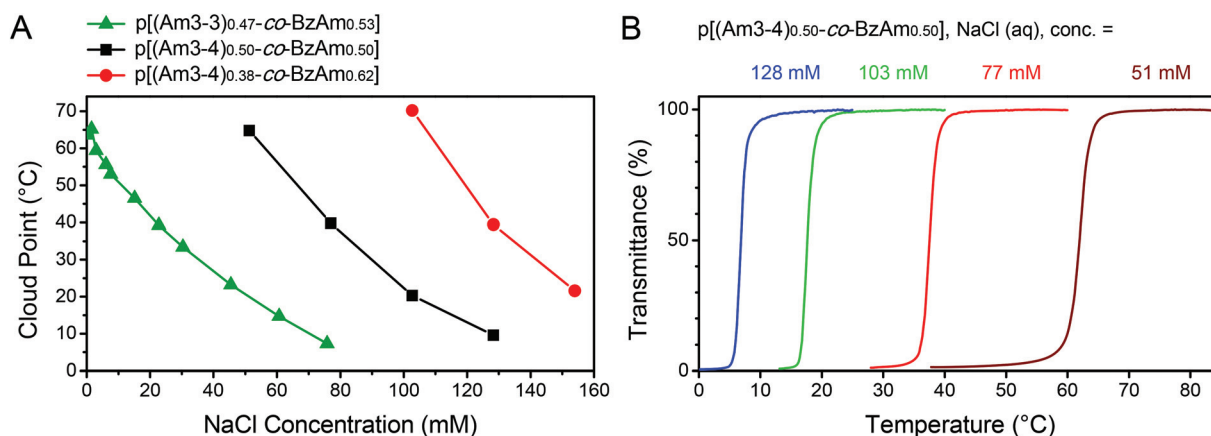 A
p[(Am3-3)0.47-co-BzAm0.53]
p[(Am3-4)0.50-co-BzAm0.50]
p[(Am3-4)0.38-co-BzAm0.62]
Cloud Point (°C)
70
60
50
40
30
20
10
0
0 20 40 60 80 100 120 140 160
NaCl Concentration (mM)
B
p[(Am3-4)0.50-co-BzAm0.50], NaCl (aq), conc. =
128 mM 103 mM 77 mM 51 mM
Transmittance (%)
100
50
0
0 10 20 30 40 50 60 70 80
Temperature (°C)